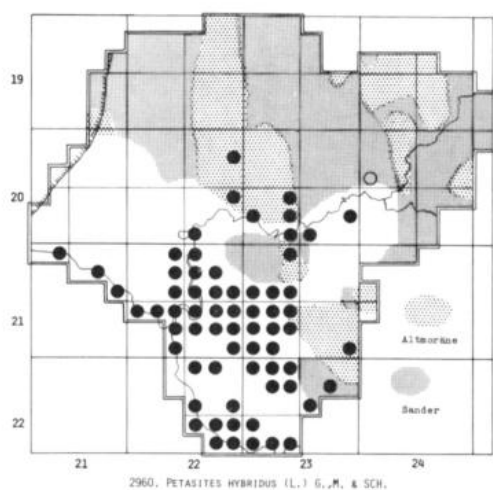 19
20
21
Altmoräne
Sander
22
21 22 23 24
2960. PETASITES HYBRIDUS (L.) G.,M. & SCH.